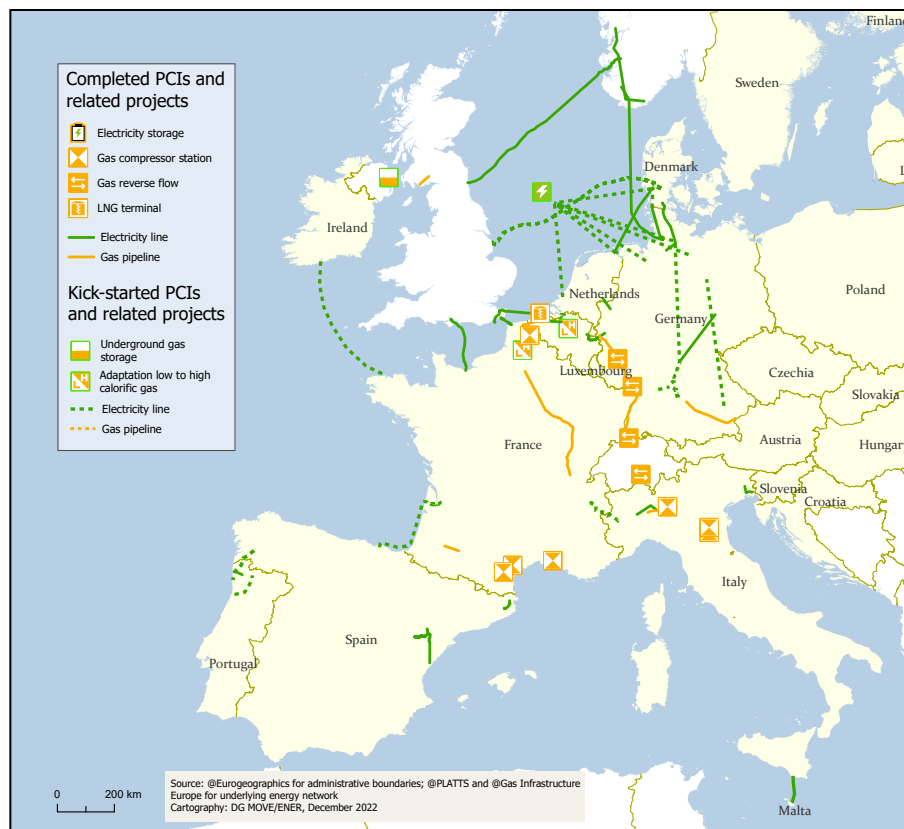 Completed PCIs and
related projects
Electricity storage
Gas compressor station
Gas reverse flow
LNG terminal
Electricity line
Gas pipeline
Kick-started PCIs
and related projects
Underground gas
storage
Adaptation low to high
calorific gas
Electricity line
Gas pipeline
Finland
Sweden
Denmark
L
Ireland
Netherlands
Poland
Germany
Luxembourg
Czechia
Slovakia
Austria
Hungar
France
Slovenia
Croatia
Italy
Spain
Portugal
Malta
0 200 km
Source: @Eurogeographics for administrative boundaries; @PLATTS and @Gas Infrastructure
Europe for underlying energy network
Cartography: DG MOVE/ENER, December 2022